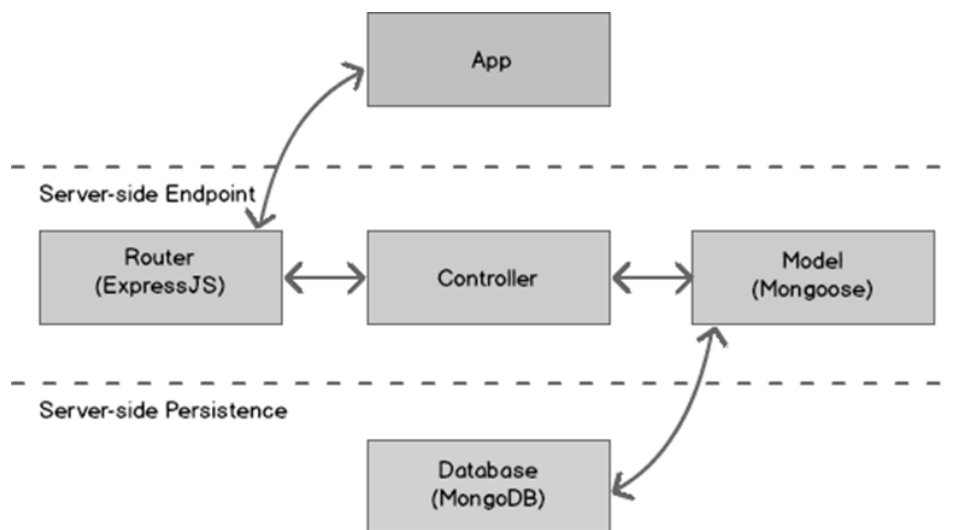 App
Server-side Endpoint
Router
(ExpressJS)
Controller
Model
(Mongoose)
Server-side Persistence
Database
(MongoDB)